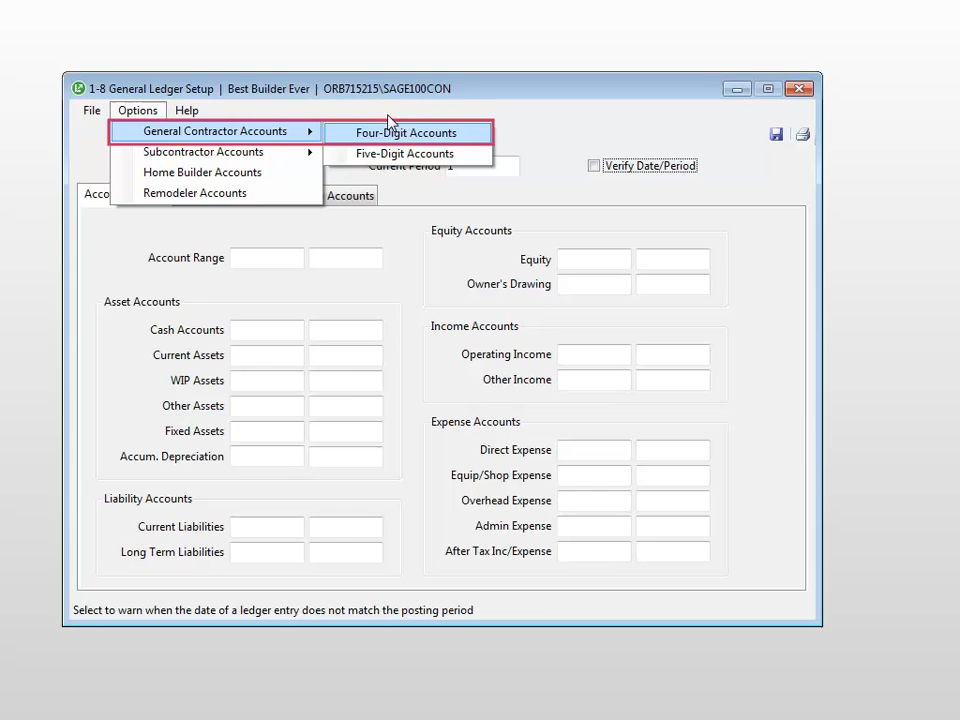 1-8 General Ledger Setup | Best Builder Ever | ORB715215\SAGE100CON
File Options Help
General Contractor Accounts
Four-Digit Accounts
Subcontractor Accounts
Five-Digit Accounts
Home Builder Accounts
Remodeler Accounts
Current Period 1
Verify Date/Period
Acco
Accounts
Account Range
Asset Accounts
Cash Accounts
Current Assets
WIP Assets
Other Assets
Fixed Assets
Accum. Depreciation
Liability Accounts
Current Liabilities
Long Term Liabilities
Equity Accounts
Equity
Owner's Drawing
Income Accounts
Operating Income
Other Income
Expense Accounts
Direct Expense
Equip/Shop Expense
Overhead Expense
Admin Expense
After Tax Inc/Expense
Select to warn when the date of a ledger entry does not match the posting period